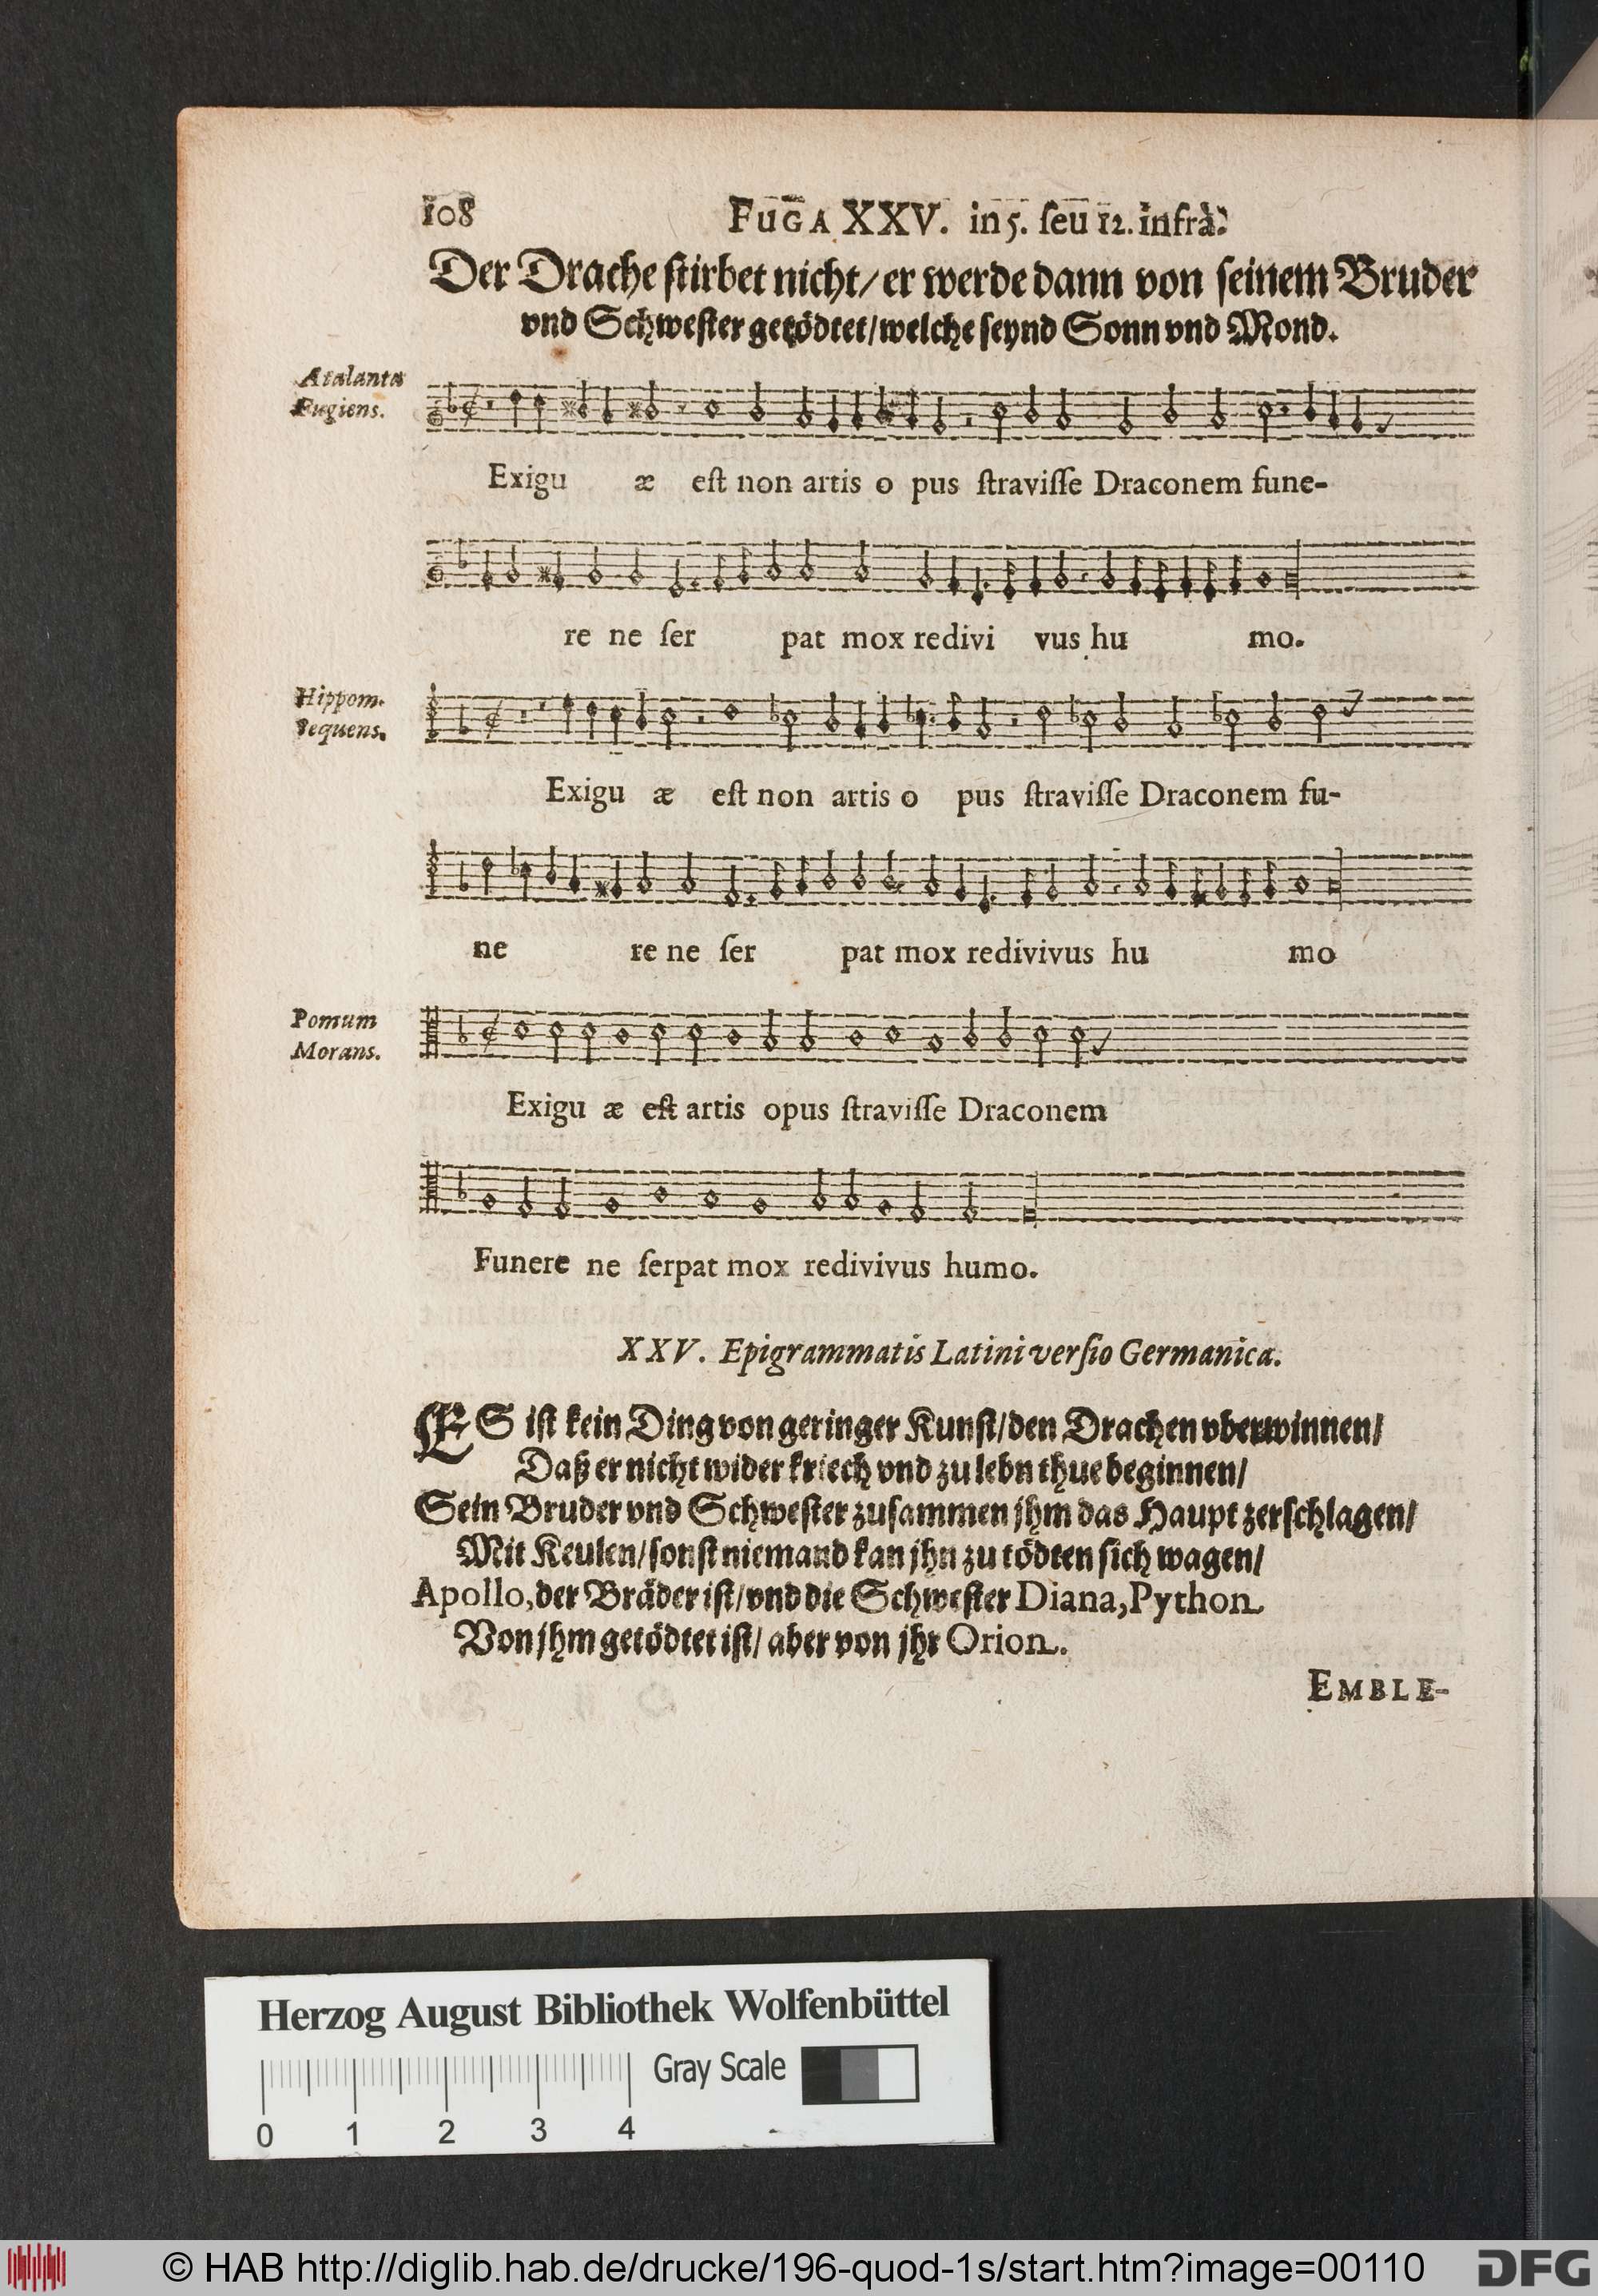 108
FUGA XXV. in 5. ſeu 12. infrà.
Der Drache ſtirbet nicht/ er werde dann von ſeinem Bruder
vnd Schweſter getödtet/ welche ſeynd Sonn vnd Mond.
Atalanta
Fugiens.
Exigu æ eſt non artis o pus ſtraviſſe Draconem fune-
re ne ſer pat mox redivi vus hu mo.
Hippom.
Sequens.
Exigu æ eſt non artis o pus ſtraviſſe Draconem fu-
ne re ne ſer pat mox redivivus hu mo
Pomum
Morans.
Exigu æ eſt artis opus ſtraviſſe Draconem
Funere ne ſerpat mox redivivus humo.
XXV. Epigrammatis Latini verſio Germanica.
ES iſt kein Ding von geringer Kunſt/ den Drachen vberwinnen/
Daß er nicht wider kriech vnd zu lebn thue beginnen/
Sein Bruder vnd Schweſter zuſammen jhm das Haupt zerſchlagen/
Mit Keulen/ ſonſt niemand kan jhn zu tödten ſich wagen/
Apollo, der Bräder iſt/ vnd die Schweſter Diana, Python
Von jhm getödtet iſt/ aber von jhr Orion.
EMBLE-
Herzog August Bibliothek Wolfenbüttel
Gray Scale
0 1 2 3 4
© HAB http://diglib.hab.de/drucke/196-quod-1s/start.htm?image=00110
DFG